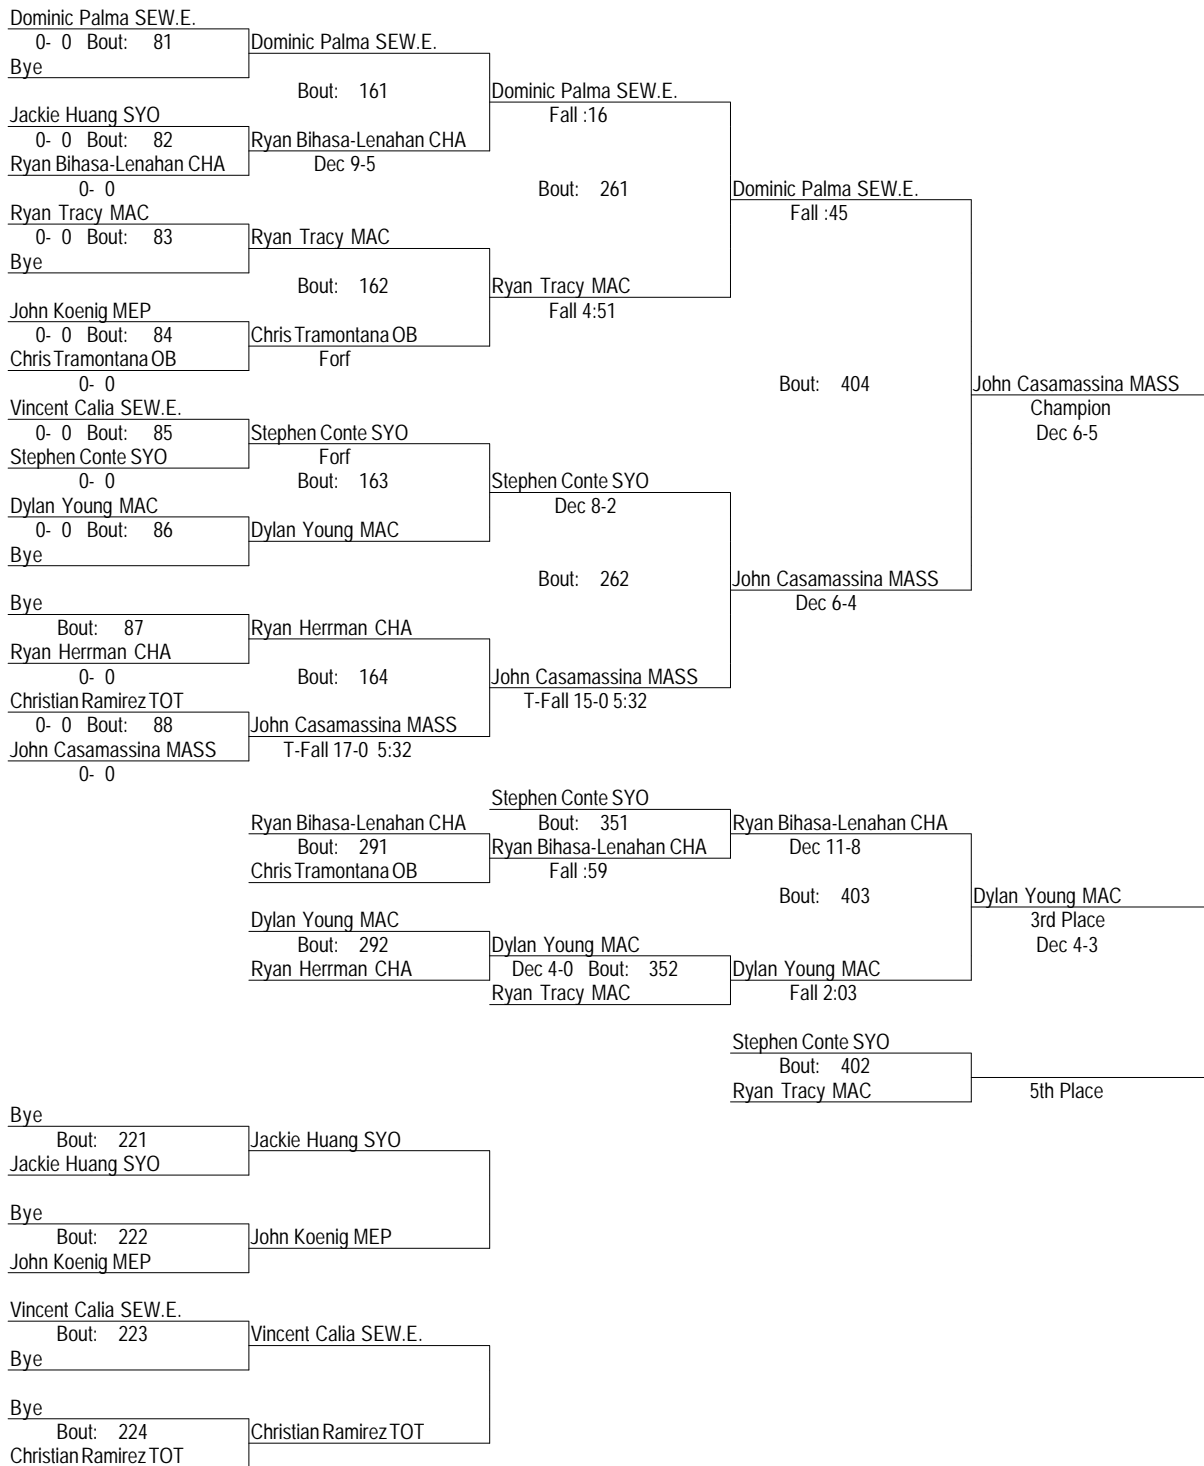 Dominic Palma SEW.E.
0- 0 Bout: 81
Dominic Palma SEW.E.
Bye
Bout: 161
Dominic Palma SEW.E.
Jackie Huang SYO
Fall :16
0- 0 Bout: 82
Ryan Bihasa-Lenahan CHA
Ryan Bihasa-Lenahan CHA
Dec 9-5
0- 0
Bout: 261
Dominic Palma SEW.E.
Ryan Tracy MAC
Fall :45
0- 0 Bout: 83
Ryan Tracy MAC
Bye
Bout: 162
Ryan Tracy MAC
John Koenig MEP
Fall 4:51
0- 0 Bout: 84
Chris Tramontana OB
Chris Tramontana OB
Forf
0- 0
Bout: 404
John Casamassina MASS
Vincent Calia SEW.E.
Champion
0- 0 Bout: 85
Stephen Conte SYO
Dec 6-5
Stephen Conte SYO
Forf
0- 0
Bout: 163
Stephen Conte SYO
Dylan Young MAC
Dec 8-2
0- 0 Bout: 86
Dylan Young MAC
Bye
Bout: 262
John Casamassina MASS
Bye
Dec 6-4
Bout: 87
Ryan Herrman CHA
Ryan Herrman CHA
0- 0
Bout: 164
John Casamassina MASS
Christian Ramirez TOT
T-Fall 15-0 5:32
0- 0 Bout: 88
John Casamassina MASS
John Casamassina MASS
T-Fall 17-0 5:32
0- 0
Stephen Conte SYO
Ryan Bihasa-Lenahan CHA
Bout: 351
Ryan Bihasa-Lenahan CHA
Bout: 291
Ryan Bihasa-Lenahan CHA
Dec 11-8
Chris Tramontana OB
Fall :59
Bout: 403
Dylan Young MAC
Dylan Young MAC
3rd Place
Bout: 292
Dylan Young MAC
Dec 4-3
Ryan Herrman CHA
Dec 4-0 Bout: 352
Dylan Young MAC
Ryan Tracy MAC
Fall 2:03
Stephen Conte SYO
Bout: 402
Ryan Tracy MAC
5th Place
Bye
Bout: 221
Jackie Huang SYO
Jackie Huang SYO
Bye
Bout: 222
John Koenig MEP
John Koenig MEP
Vincent Calia SEW.E.
Bout: 223
Vincent Calia SEW.E.
Bye
Bye
Bout: 224
Christian Ramirez TOT
Christian Ramirez TOT